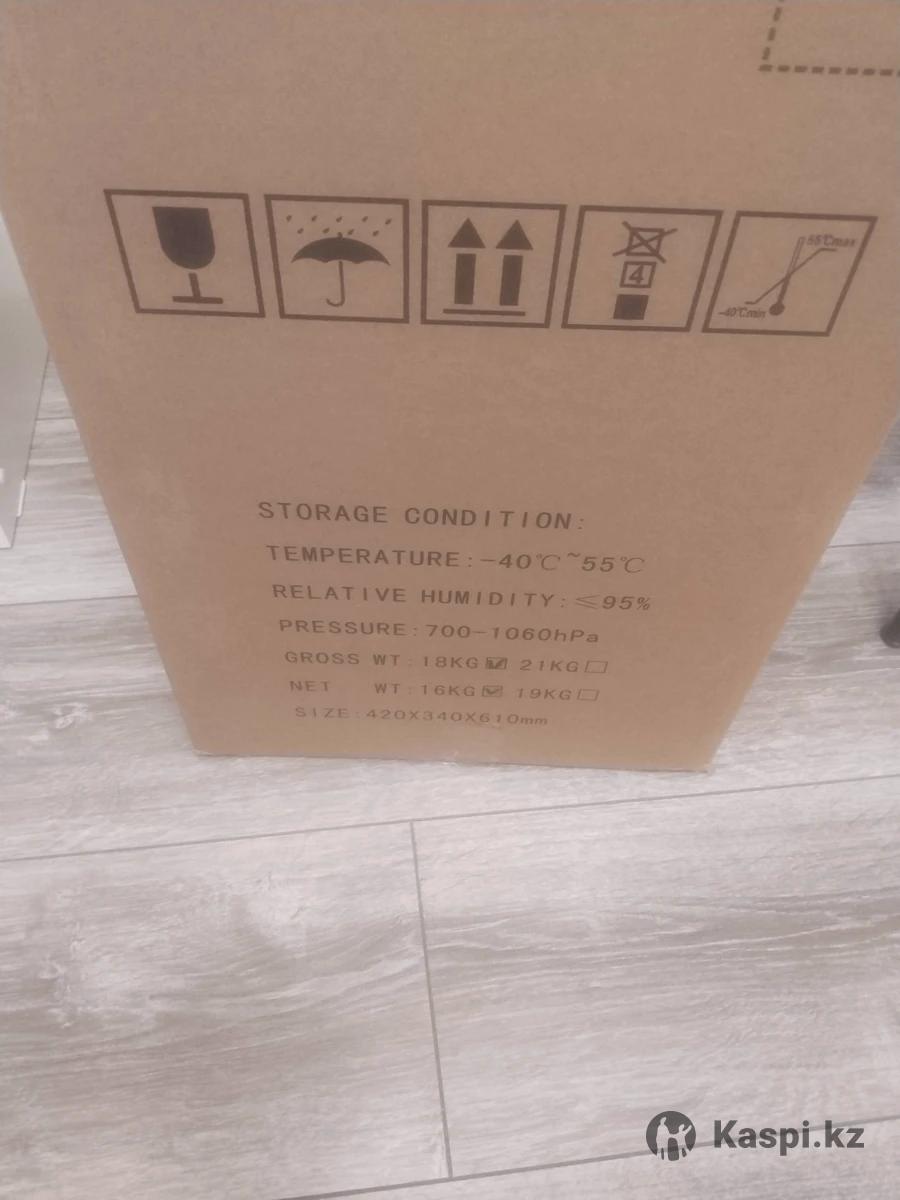 4
55℃max
-40℃min
STORAGE CONDITION:
TEMPERATURE:-40℃~55℃
RELATIVE HUMIDITY:≤95%
PRESSURE:700-1060hPa
GROSS WT:18KG☑ 21KG☐
NET WT:16KG☑ 19KG☐
SIZE:420X340X610mm
Kaspi.kz